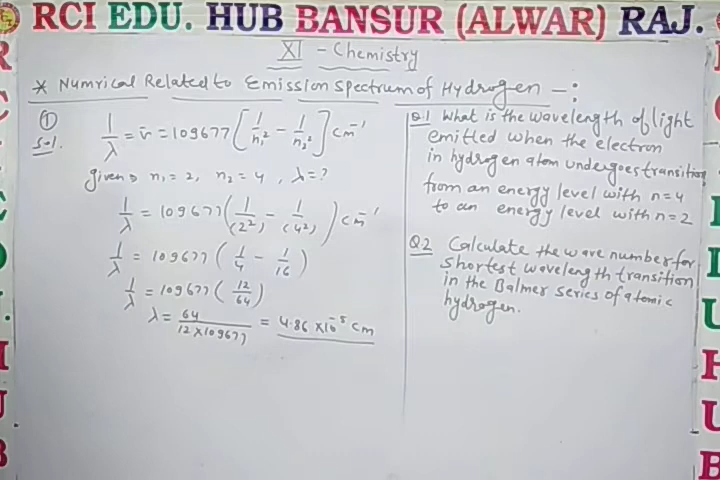 RCI EDU. HUB BANSUR (ALWAR) RAJ.
XI - Chemistry
* Numrical Related to Emission Spectrum of Hydrogen -:
①
Sol.
1/λ = ν̄ = 109677 [1/n₁² - 1/n₂²] cm⁻¹
given⇒ n₁ = 2, n₂ = 4, λ = ?
1/λ = 109677 (1/(2²) - 1/(4²)) cm⁻¹
1/λ = 109677 (1/4 - 1/16)
1/λ = 109677 (12/64)
λ = 64/12×109677 = 4.86 × 10⁻⁵ cm
Q.1 What is the wavelength of light
emitted when the electron
in hydrogen atom undergoes transition
from an energy level with n=4
to an energy level with n=2
Q.2 Calculate the wave number for
shortest wavelength transition
in the Balmer series of atomic
hydrogen.